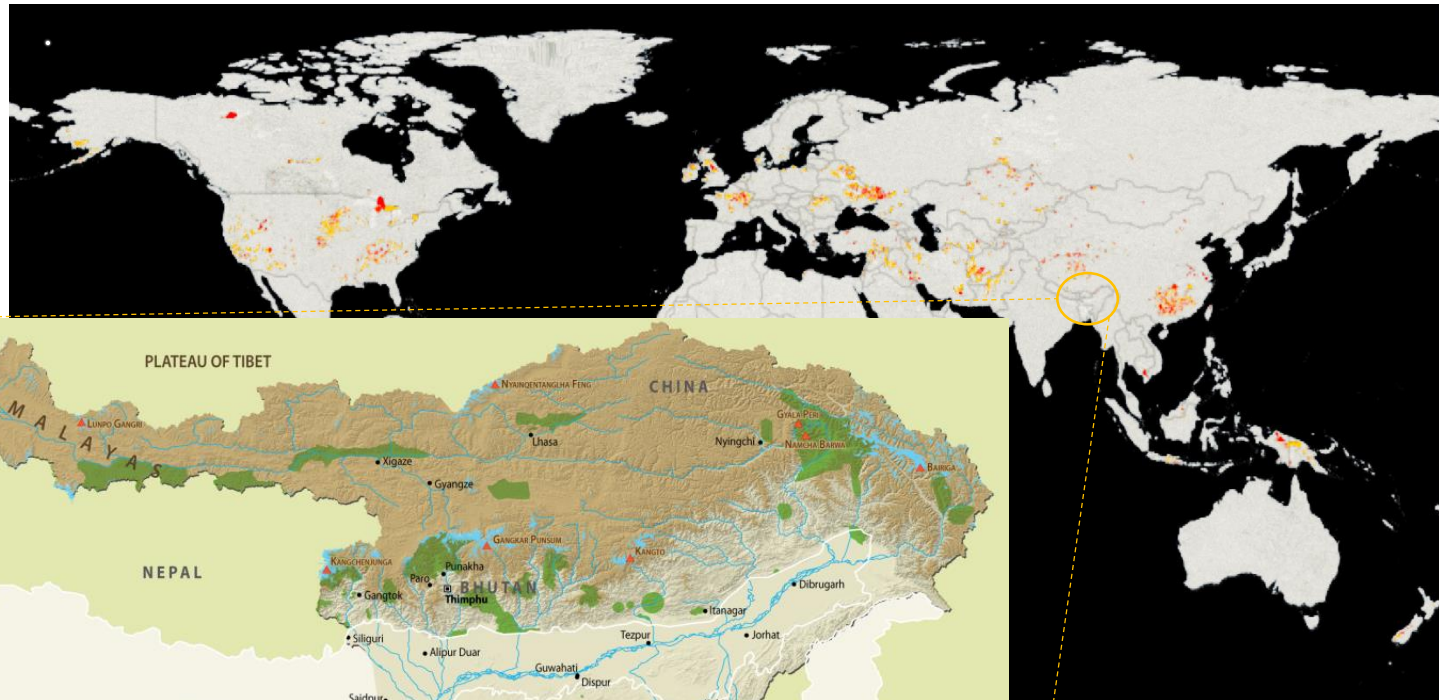 PLATEAU OF TIBET
NYAINQENTANGLHA FENG
CHINA
MALAYAS
LUNPO GANGRI
GYALA PERI
Lhasa
Nyingchi
NAMCHA BARWA
Xigaze
BAIRIGA
Gyangze
GANGKAR PUNSUM
KANGTO
KANGCHENJUNGA
Punakha
NEPAL
Paro
BHUTAN
Dibrugarh
Gangtok
Thimphu
Itanagar
Siliguri
Tezpur
Jorhat
Alipur Duar
Guwahati
Dispur
Saidpur